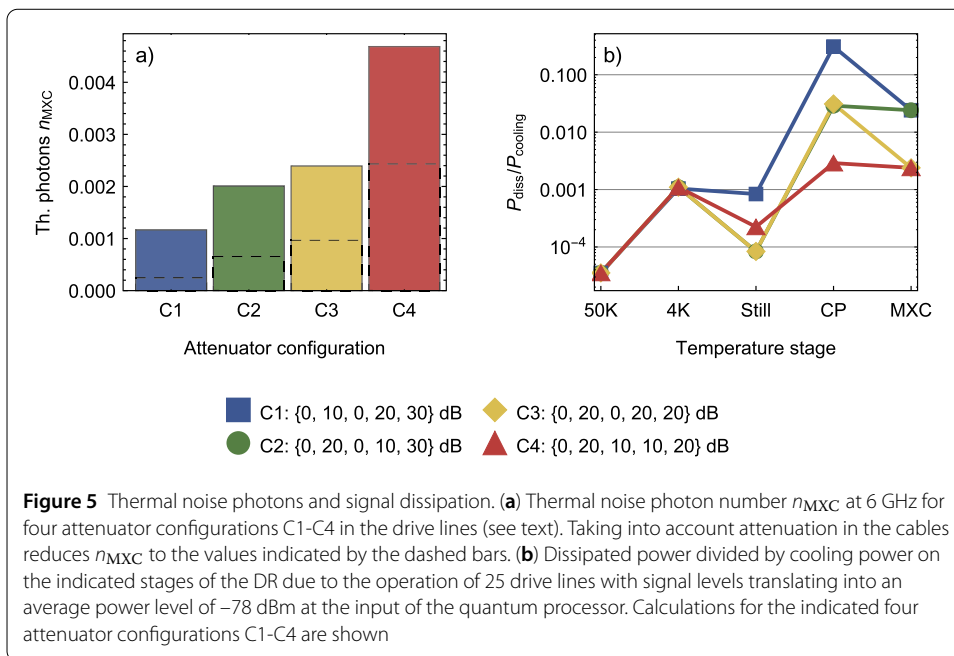 a)
Th. photons nMXC
0.004
0.003
0.002
0.001
0.000
C1 C2 C3 C4
Attenuator configuration
b)
Pdiss/Pcooling
0.100
0.010
0.001
10⁻⁴
50K 4K Still CP MXC
Temperature stage
C1: {0, 10, 0, 20, 30} dB
C2: {0, 20, 0, 10, 30} dB
C3: {0, 20, 0, 20, 20} dB
C4: {0, 20, 10, 10, 20} dB
Figure 5 Thermal noise photons and signal dissipation. (a) Thermal noise photon number nMXC at 6 GHz for
four attenuator configurations C1-C4 in the drive lines (see text). Taking into account attenuation in the cables
reduces nMXC to the values indicated by the dashed bars. (b) Dissipated power divided by cooling power on
the indicated stages of the DR due to the operation of 25 drive lines with signal levels translating into an
average power level of –78 dBm at the input of the quantum processor. Calculations for the indicated four
attenuator configurations C1-C4 are shown